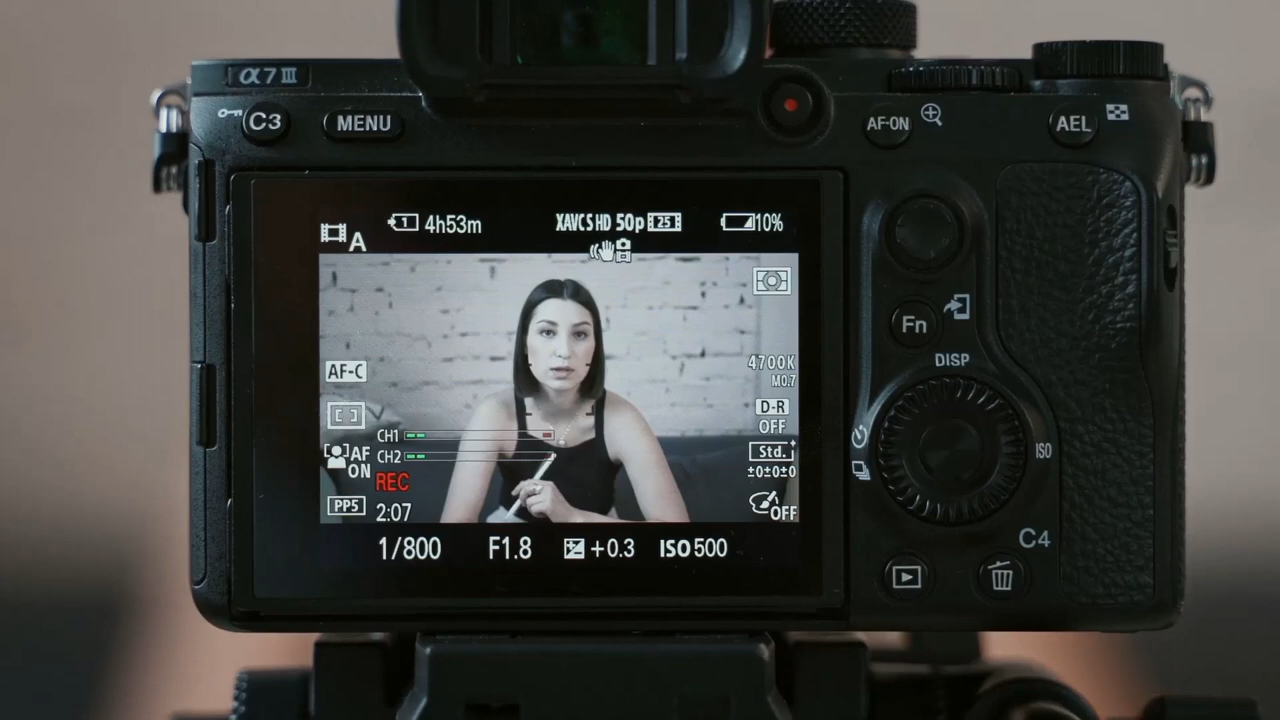 α7III
C3
MENU
AF-ON
AEL
1 4h53m XAVC S HD 50p 25 10%
A
4700K
M0.7
AF-C
D-R
OFF
CH1
CH2
AF
ON
Std.
±0±0±0
REC
PP5
2:07
OFF
1/800 F1.8 +0.3 ISO 500
Fn
DISP
ISO
C4